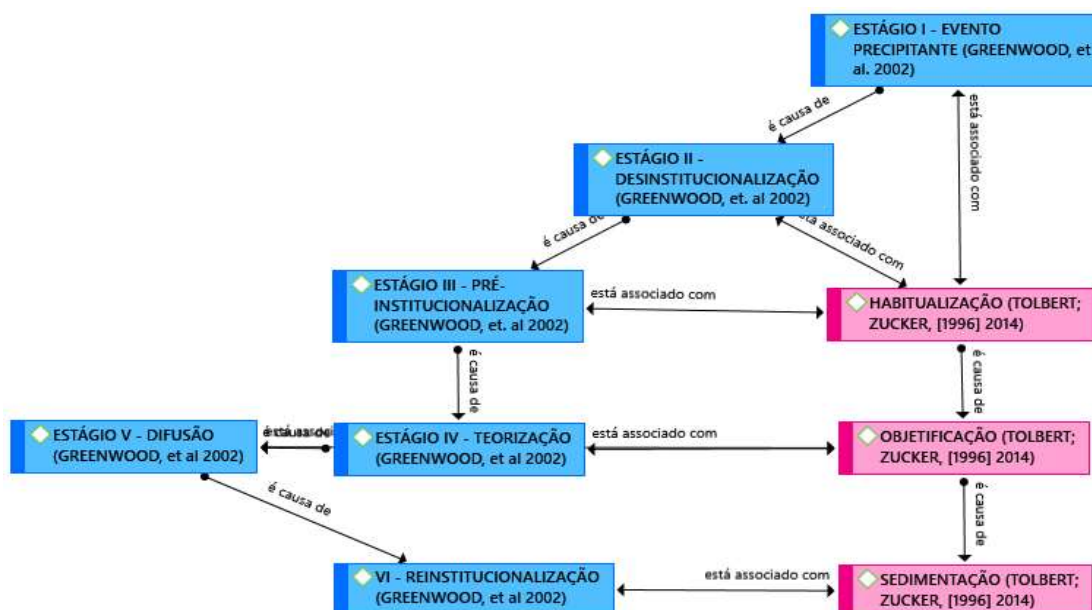 ESTÁGIO I - EVENTO
PRECIPITANTE (GREENWOOD, et
al. 2002)
é causa de
está associado com
ESTÁGIO II -
DESINSTITUCIONALIZAÇÃO
(GREENWOOD, et. al 2002)
é causa de
está associado com
ESTÁGIO III - PRÉ-
INSTITUCIONALIZAÇÃO
(GREENWOOD, et. al 2002)
está associado com
HABITUALIZAÇÃO (TOLBERT;
ZUCKER, [1996] 2014)
é causa de
é causa de
ESTÁGIO V - DIFUSÃO
(GREENWOOD, et al 2002)
é causa de
ESTÁGIO IV - TEORIZAÇÃO
(GREENWOOD, et al 2002)
está associado com
OBJETIFICAÇÃO (TOLBERT;
ZUCKER, [1996] 2014)
é causa de
é causa de
VI - REINSTITUCIONALIZAÇÃO
(GREENWOOD, et al 2002)
está associado com
SEDIMENTAÇÃO (TOLBERT;
ZUCKER, [1996] 2014)